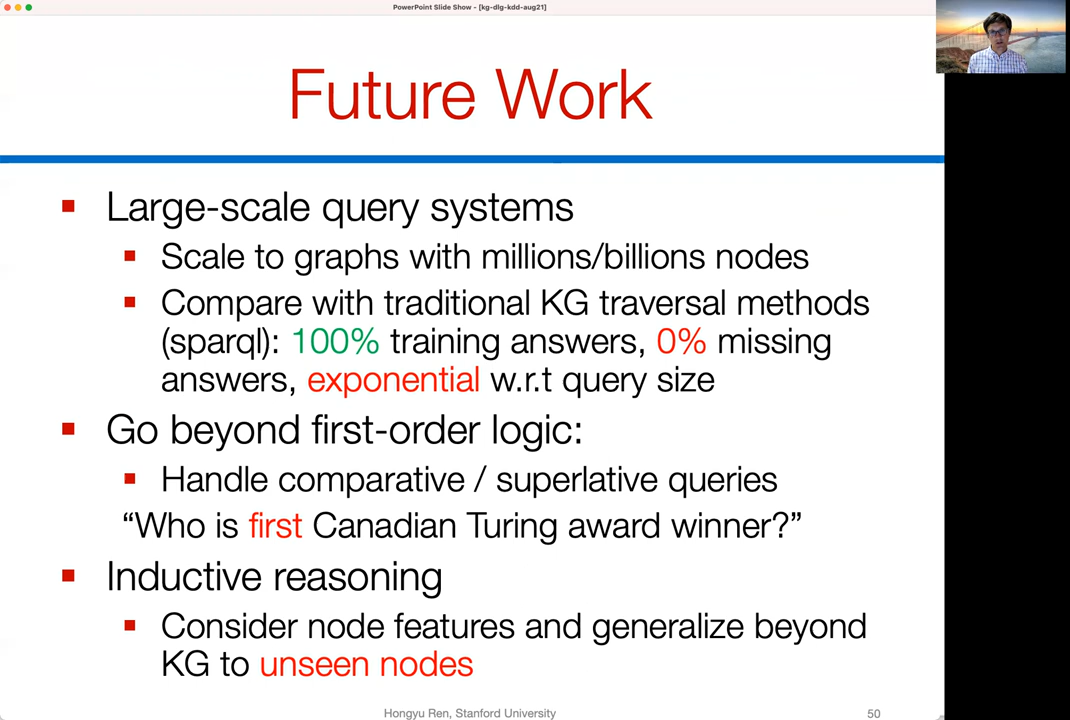 PowerPoint Slide Show - [kg-dlg-kdd-aug21]
Future Work
Large-scale query systems
Scale to graphs with millions/billions nodes
Compare with traditional KG traversal methods
(sparql): 100% training answers, 0% missing
answers, exponential w.r.t query size
Go beyond first-order logic:
Handle comparative / superlative queries
“Who is first Canadian Turing award winner?”
Inductive reasoning
Consider node features and generalize beyond
KG to unseen nodes
Hongyu Ren, Stanford University
50